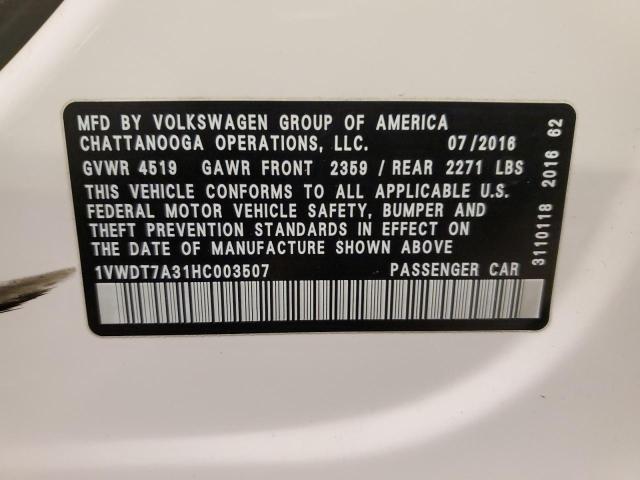 MFD BY VOLKSWAGEN GROUP OF AMERICA
CHATTANOOGA OPERATIONS, LLC. 07/2016
GVWR 4519 GAWR FRONT 2359 / REAR 2271 LBS
THIS VEHICLE CONFORMS TO ALL APPLICABLE U.S.
FEDERAL MOTOR VEHICLE SAFETY, BUMPER AND
THEFT PREVENTION STANDARDS IN EFFECT ON
THE DATE OF MANUFACTURE SHOWN ABOVE
1VWDT7A31HC003507 PASSENGER CAR
3110118 2016 62